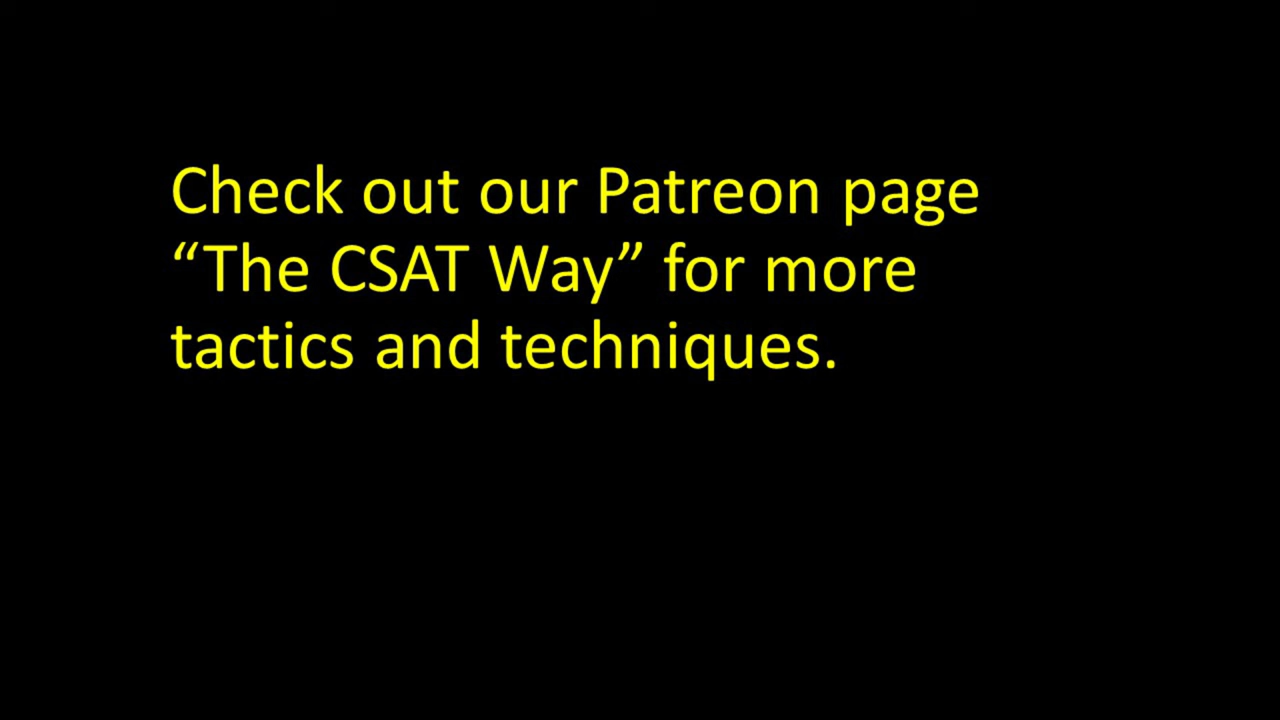 Check out our Patreon page
“The CSAT Way” for more
tactics and techniques.